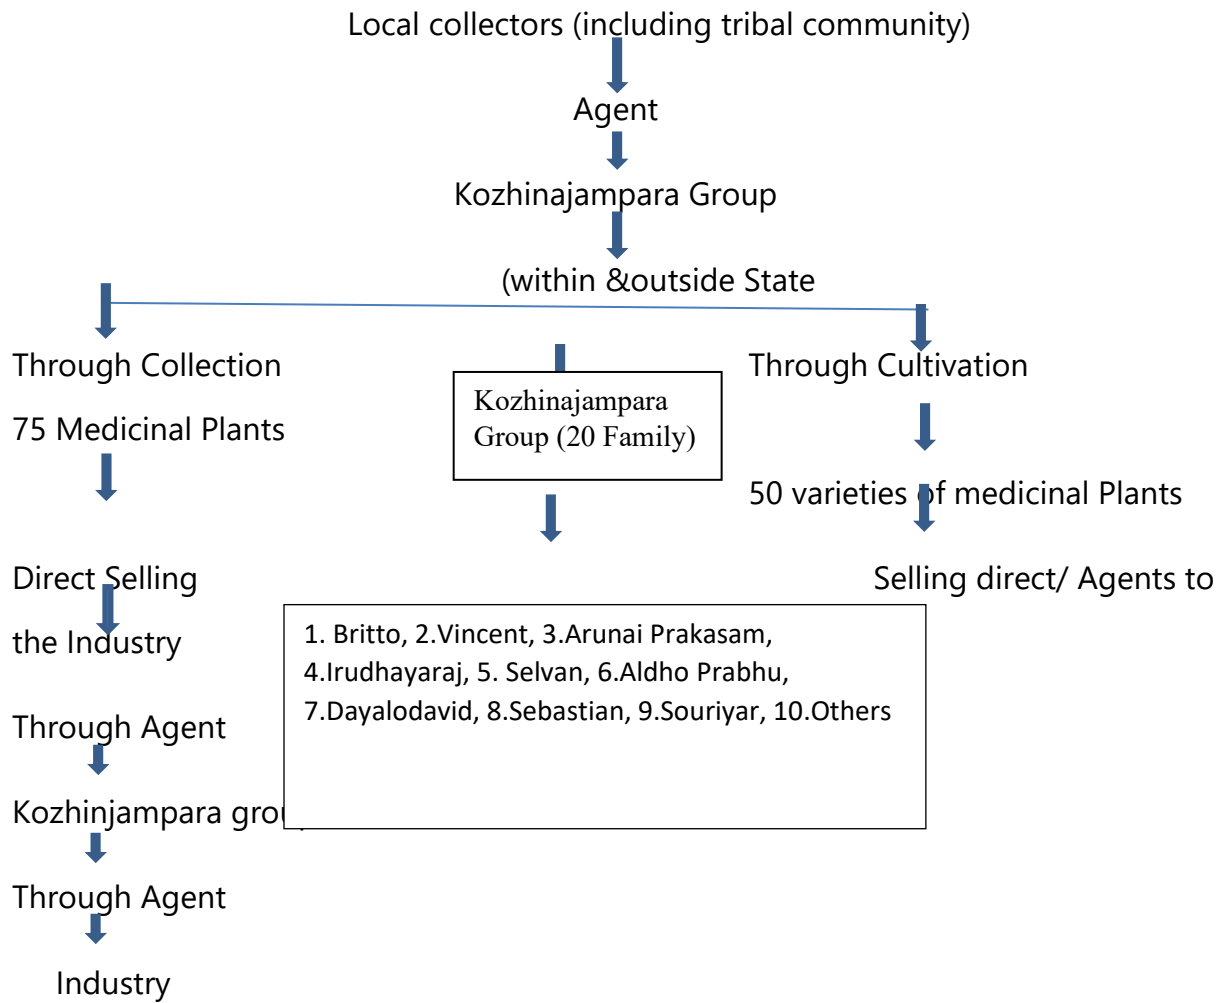 Local collectors (including tribal community)
Agent
Kozhinajampara Group
(within &outside State
Through Collection
Through Cultivation
Kozhinajampara
Group (20 Family)
75 Medicinal Plants
50 varieties of medicinal Plants
Direct Selling
Selling direct/ Agents to
the Industry
1. Britto, 2.Vincent, 3.Arunai Prakasam,
4.Irudhayaraj, 5. Selvan, 6.Aldho Prabhu,
7.Dayalodavid, 8.Sebastian, 9.Souriyar, 10.Others
Through Agent
Kozhinjampara group
Through Agent
Industry